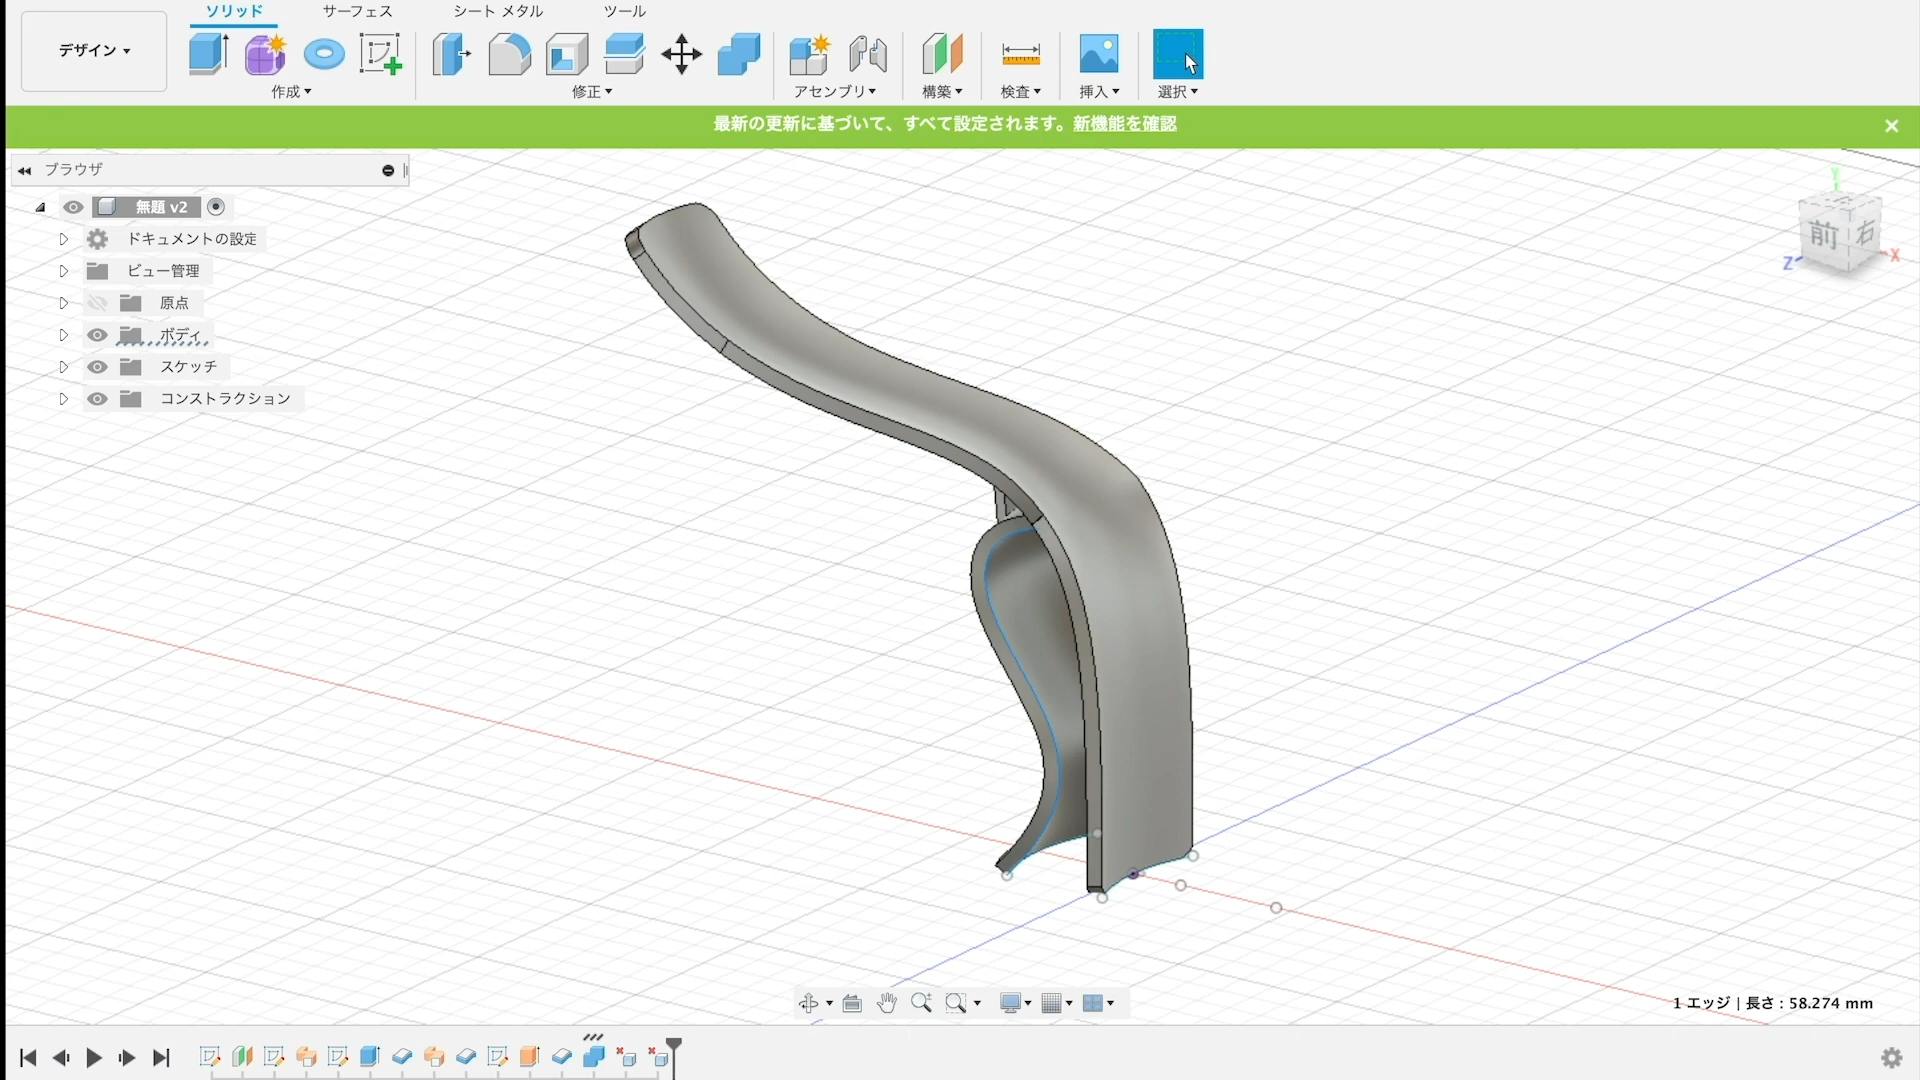 ソリッド サーフェス シート メタル ツール
デザイン
作成 修正 アセンブリ 構築 検査 挿入 選択
最新の更新に基づいて、すべて設定されます。新機能を確認
ブラウザ
無題 v2
ドキュメントの設定
ビュー管理
原点
ボディ
スケッチ
コンストラクション
Y
前 右
Z X
1 エッジ | 長さ : 58.274 mm